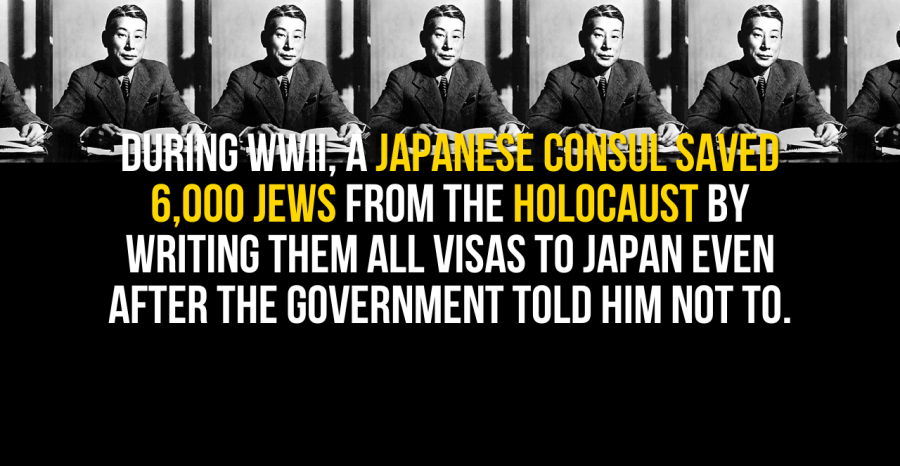 DURING WWII, A JAPANESE CONSUL SAVED
6,000 JEWS FROM THE HOLOCAUST BY
WRITING THEM ALL VISAS TO JAPAN EVEN
AFTER THE GOVERNMENT TOLD HIM NOT TO.